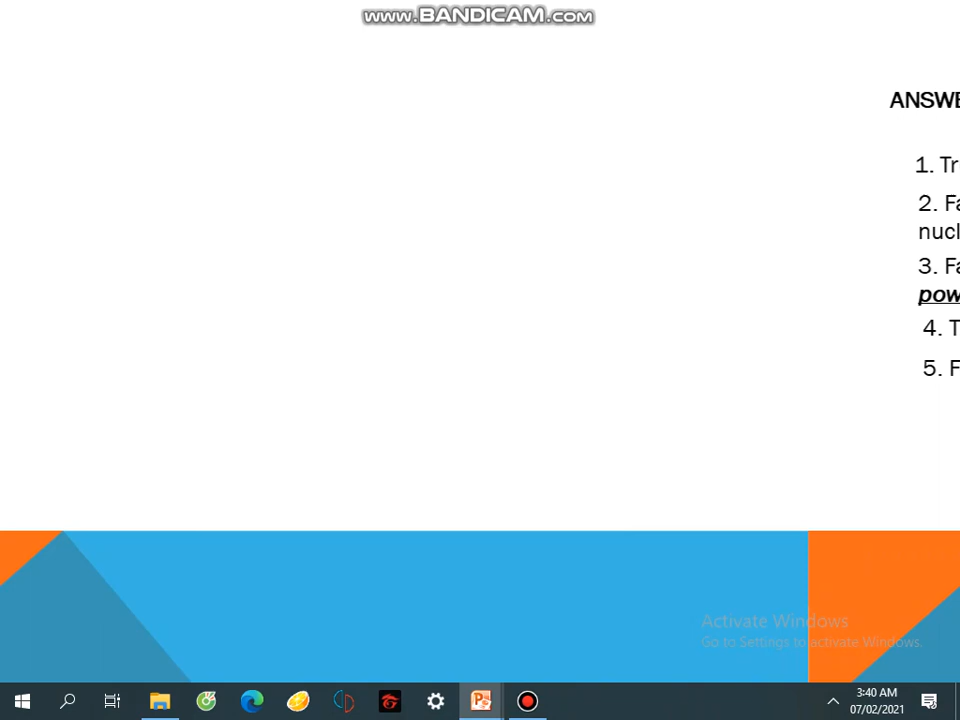 www.BANDICAM.com
ANSWE
1. Tr
2. Fa
nucl
3. Fa
pow
4. T
5. F
Activate Windows
Go to Settings to activate Windows.
3:40 AM
07/02/2021